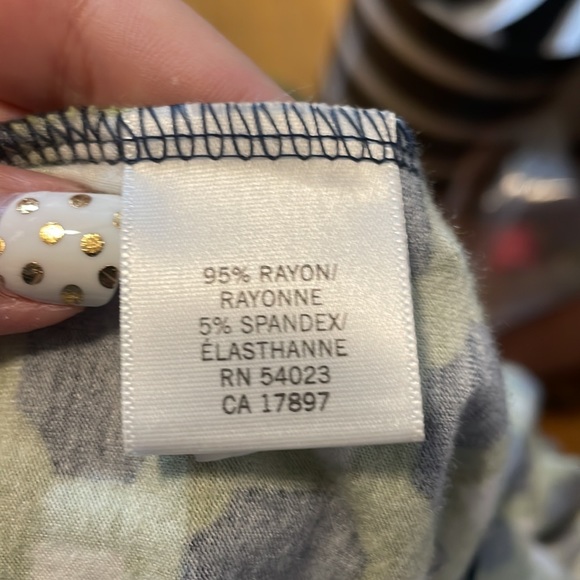 95% RAYON/
RAYONNE
5% SPANDEX/
ÉLASTHANNE
RN 54023
CA 17897